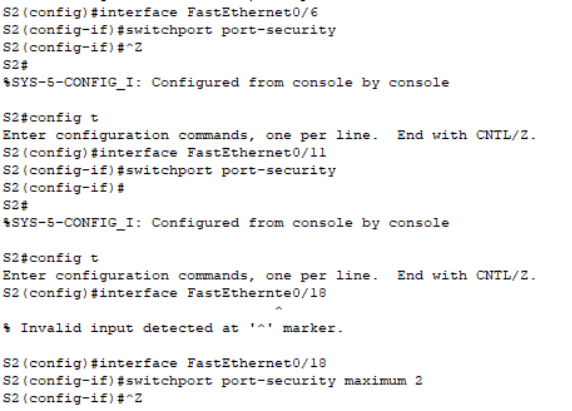 S2(config)#interface FastEthernet0/6
S2(config-if)#switchport port-security
S2(config-if)#^Z
S2#
%SYS-5-CONFIG_I: Configured from console by console
S2#config t
Enter configuration commands, one per line.  End with CNTL/Z.
S2(config)#interface FastEthernet0/11
S2(config-if)#switchport port-security
S2(config-if)#
S2#
%SYS-5-CONFIG_I: Configured from console by console
S2#config t
Enter configuration commands, one per line.  End with CNTL/Z.
S2(config)#interface FastEthernte0/18
^
% Invalid input detected at '^' marker.
S2(config)#interface FastEthernet0/18
S2(config-if)#switchport port-security maximum 2
S2(config-if)#^Z